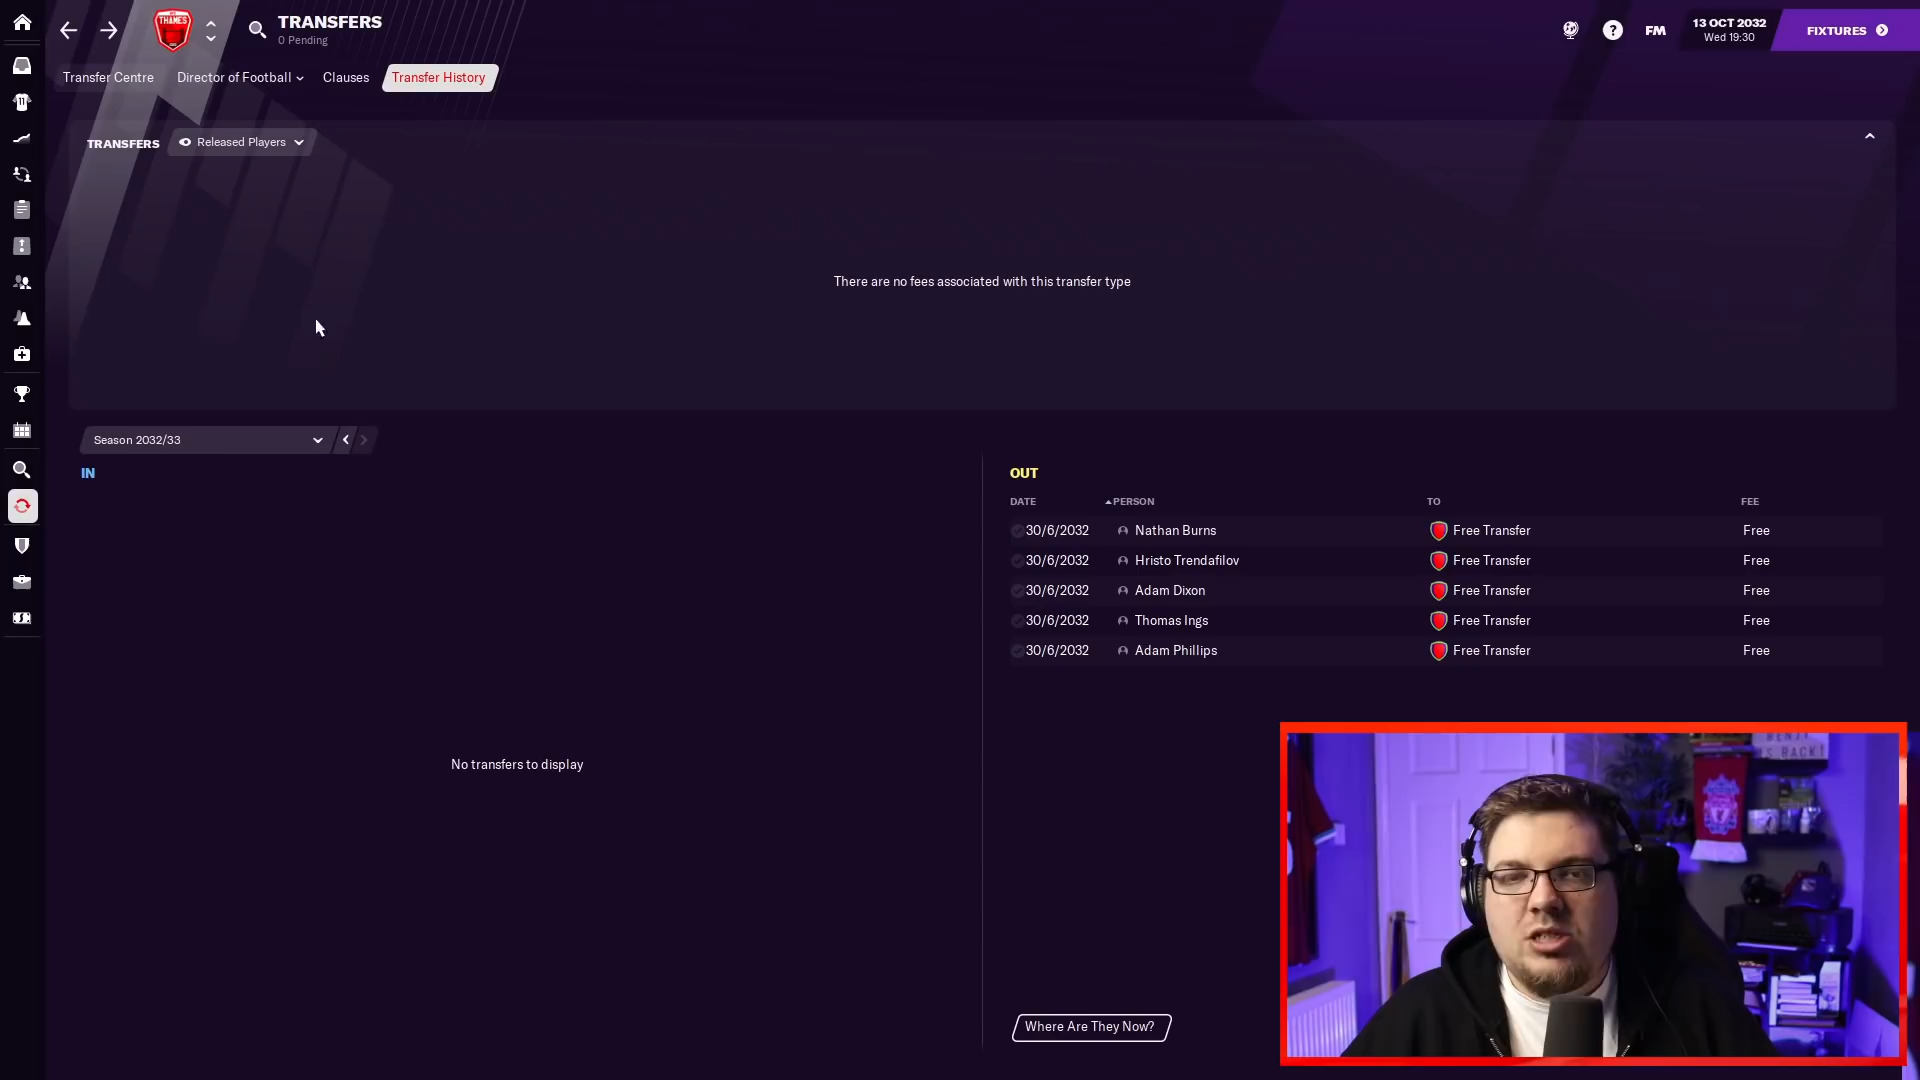 THAMES
TRANSFERS
0 Pending
FM
13 OCT 2032
Wed 19:30
FIXTURES
Transfer Centre
Director of Football
Clauses
Transfer History
TRANSFERS
Released Players
There are no fees associated with this transfer type
Season 2032/33
IN
No transfers to display
OUT
DATE PERSON TO FEE
30/6/2032 Nathan Burns Free Transfer Free
30/6/2032 Hristo Trendafilov Free Transfer Free
30/6/2032 Adam Dixon Free Transfer Free
30/6/2032 Thomas Ings Free Transfer Free
30/6/2032 Adam Phillips Free Transfer Free
Where Are They Now?
IS BACK!